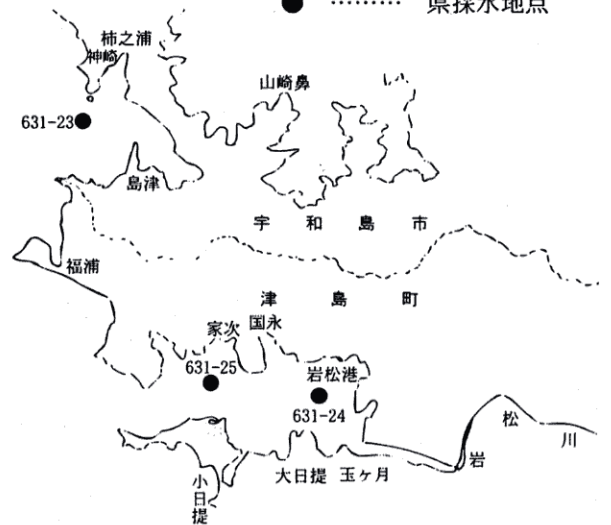 ● ……… 県採水地点
柿之浦
神崎
山崎鼻
631-23
島津
宇和島市
福浦
津島町
家次 国永
631-25
岩松港
631-24
岩松川
大日提 玉ヶ月
小日提